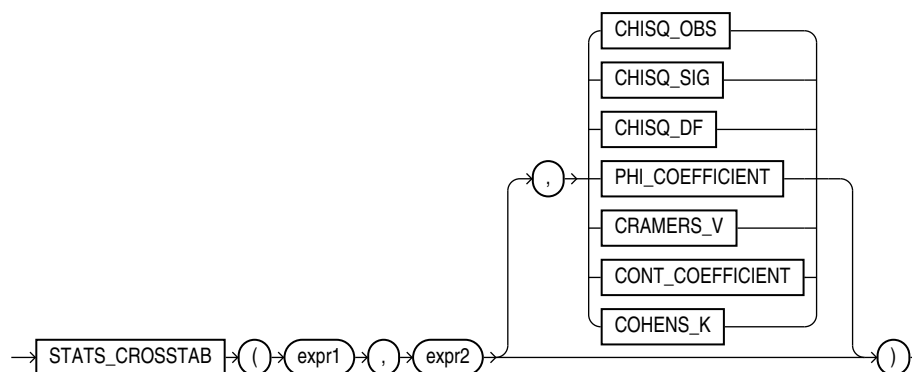 CHISQ_OBS
CHISQ_SIG
CHISQ_DF
, PHI_COEFFICIENT
CRAMERS_V
CONT_COEFFICIENT
COHENS_K
STATS_CROSSTAB ( expr1 , expr2 )